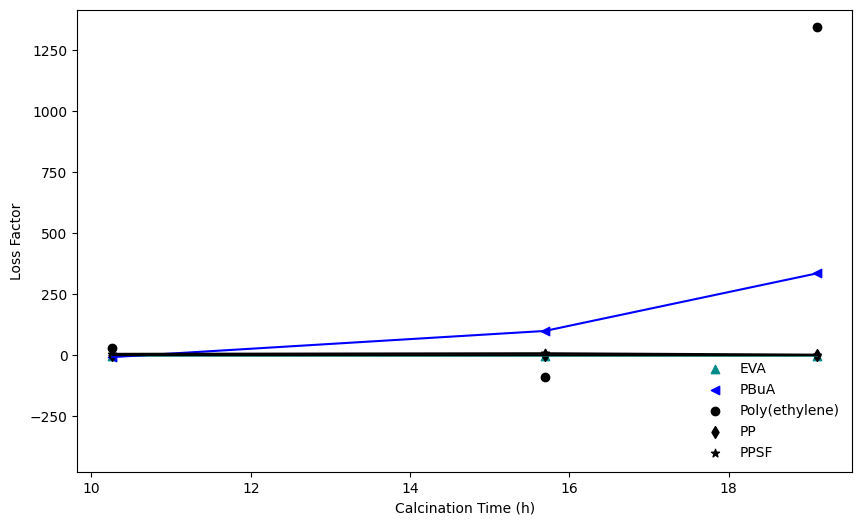 1250
1000
750
500
250
0
−250
10
12
14
16
18
Loss Factor
Calcination Time (h)
EVA
PBuA
Poly(ethylene)
PP
PPSF